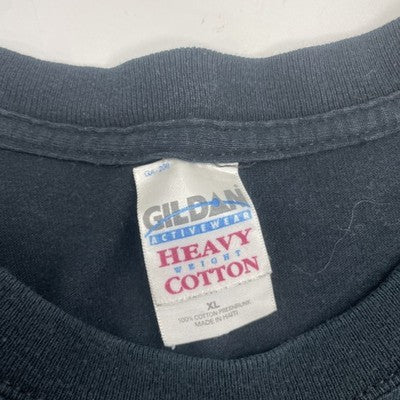 GILDAN
ACTIVEWEAR
HEAVY
WEIGHT
COTTON
XL
100% COTTON PRESHRUNK
MADE IN HAITI